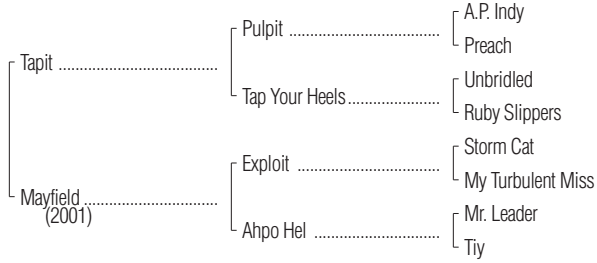 A.P. Indy
Pulpit ..............................
Preach
Tapit ................................
Unbridled
Tap Your Heels ..................
Ruby Slippers
Storm Cat
Exploit ............................
My Turbulent Miss
Mayfield ..........................
(2001)
Mr. Leader
Ahpo Hel ........................
Tiy